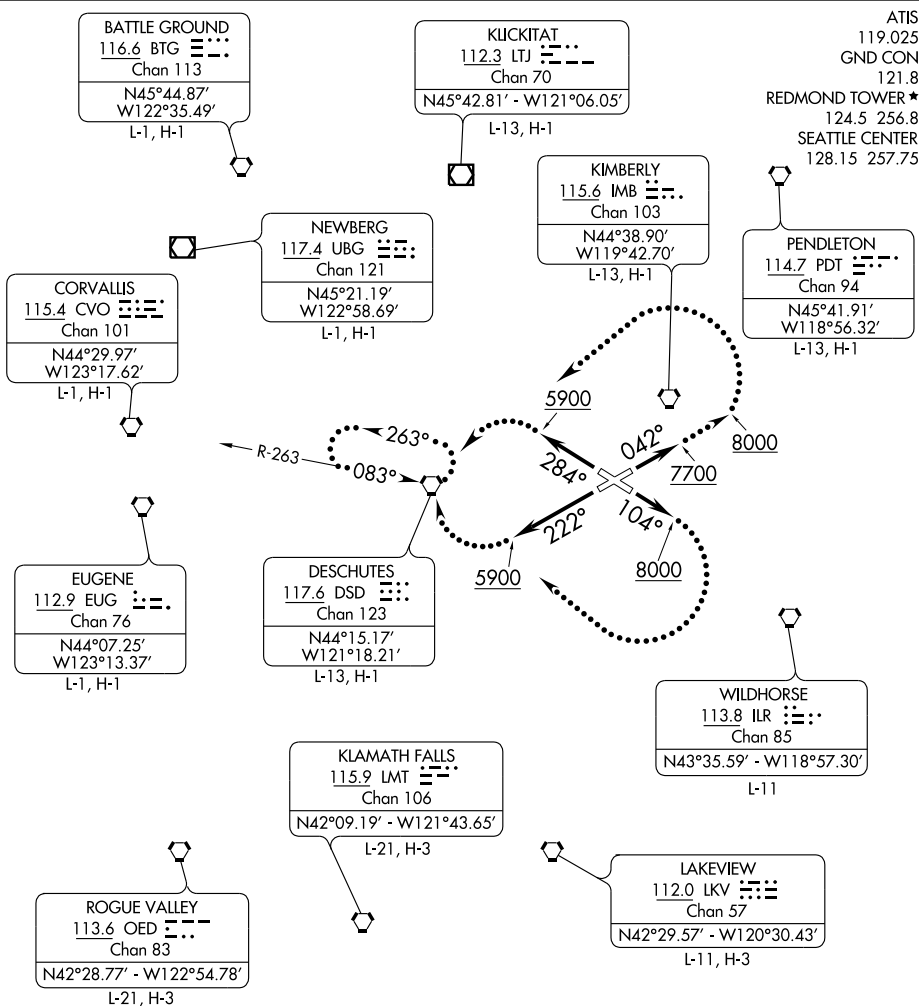 ATIS
119.025
GND CON
121.8
REDMOND TOWER★
124.5 256.8
SEATTLE CENTER
128.15 257.75
BATTLE GROUND
116.6 BTG
Chan 113
N45°44.87'
W122°35.49'
L-1, H-1
KLICKITAT
112.3 LTJ
Chan 70
N45°42.81' - W121°06.05'
L-13, H-1
KIMBERLY
115.6 IMB
Chan 103
N44°38.90'
W119°42.70'
L-13, H-1
NEWBERG
117.4 UBG
Chan 121
N45°21.19'
W122°58.69'
L-1, H-1
PENDLETON
114.7 PDT
Chan 94
N45°41.91'
W118°56.32'
L-13, H-1
CORVALLIS
115.4 CVO
Chan 101
N44°29.97'
W123°17.62'
L-1, H-1
5900
8000
7700
042°
284°
263°
R-263
083°
222°
104°
5900
8000
EUGENE
112.9 EUG
Chan 76
N44°07.25'
W123°13.37'
L-1, H-1
DESCHUTES
117.6 DSD
Chan 123
N44°15.17'
W121°18.21'
L-13, H-1
WILDHORSE
113.8 ILR
Chan 85
N43°35.59' - W118°57.30'
L-11
KLAMATH FALLS
115.9 LMT
Chan 106
N42°09.19' - W121°43.65'
L-21, H-3
LAKEVIEW
112.0 LKV
Chan 57
N42°29.57' - W120°30.43'
L-11, H-3
ROGUE VALLEY
113.6 OED
Chan 83
N42°28.77' - W122°54.78'
L-21, H-3